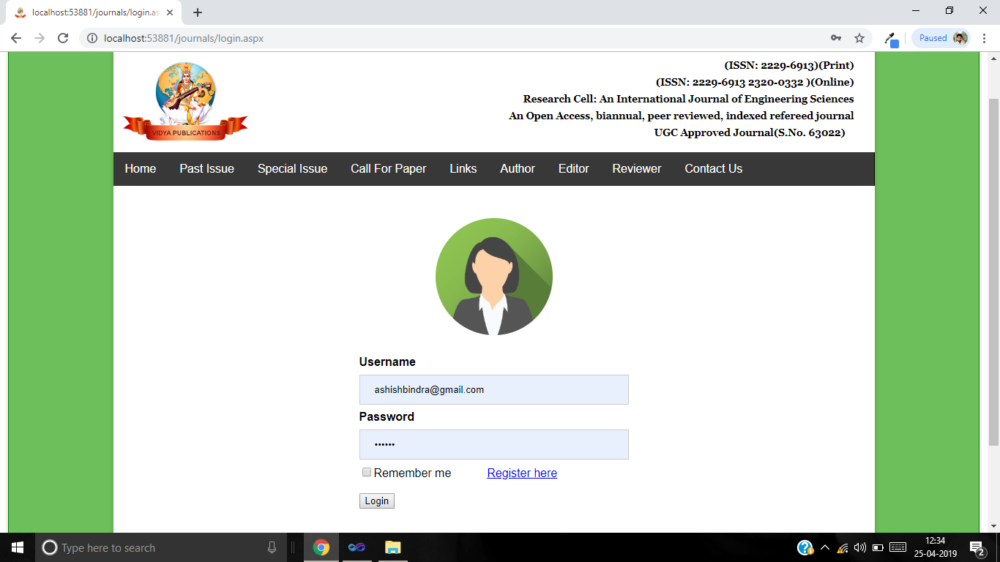 localhost:53881/journals/login.as
localhost:53881/journals/login.aspx
Paused
VIDYA PUBLICATIONS
(ISSN: 2229-6913)(Print)
(ISSN: 2229-6913 2320-0332 )(Online)
Research Cell: An International Journal of Engineering Sciences
An Open Access, biannual, peer reviewed, indexed refereed journal
UGC Approved Journal(S.No. 63022)
Home Past Issue Special Issue Call For Paper Links Author Editor Reviewer Contact Us
Username
ashishbindra@gmail.com
Password
••••••
Remember me Register here
Login
Type here to search
12:34
25-04-2019
2